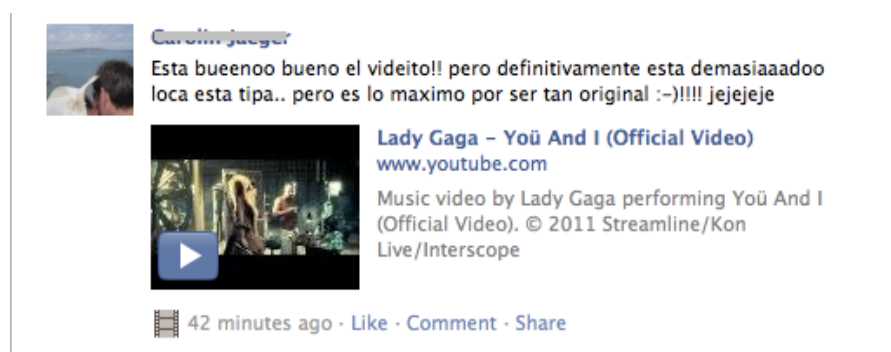 Esta bueenoo bueno el videito!! pero definitivamente esta demasiaaadoo
loca esta tipa.. pero es lo maximo por ser tan original :-)!!!! jejejeje
Lady Gaga - Yoü And I (Official Video)
www.youtube.com
Music video by Lady Gaga performing Yoü And I
(Official Video). © 2011 Streamline/Kon
Live/Interscope
42 minutes ago · Like · Comment · Share